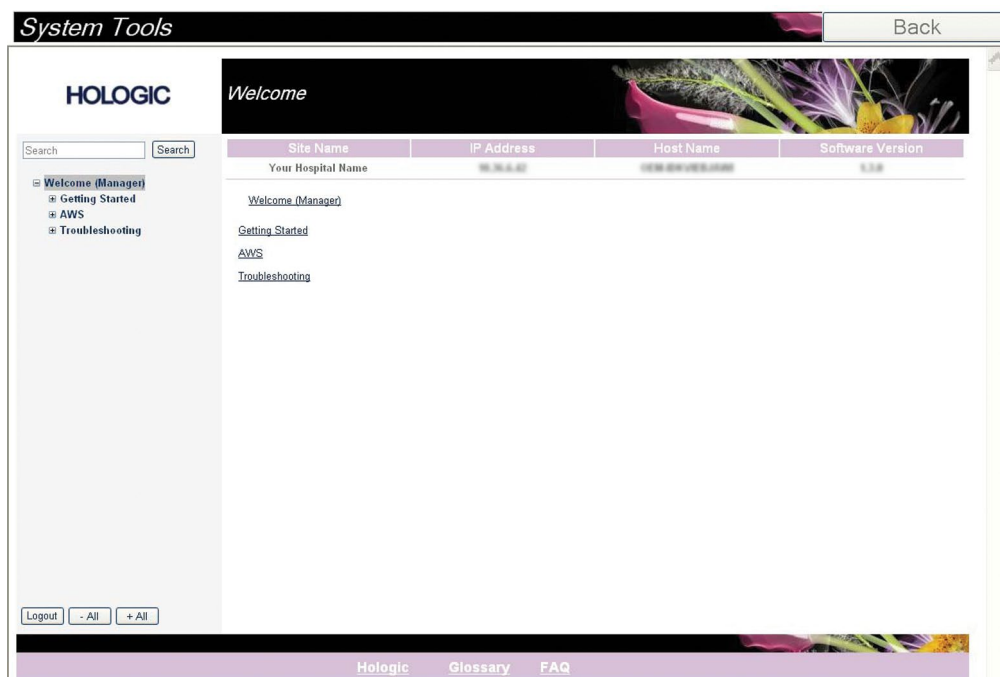 System Tools
Back
HOLOGIC
Welcome
Search Search
Site Name IP Address Host Name Software Version
Your Hospital Name
Welcome (Manager)
Getting Started
AWS
Troubleshooting
Welcome (Manager)
Getting Started
AWS
Troubleshooting
Logout - All + All
Hologic Glossary FAQ